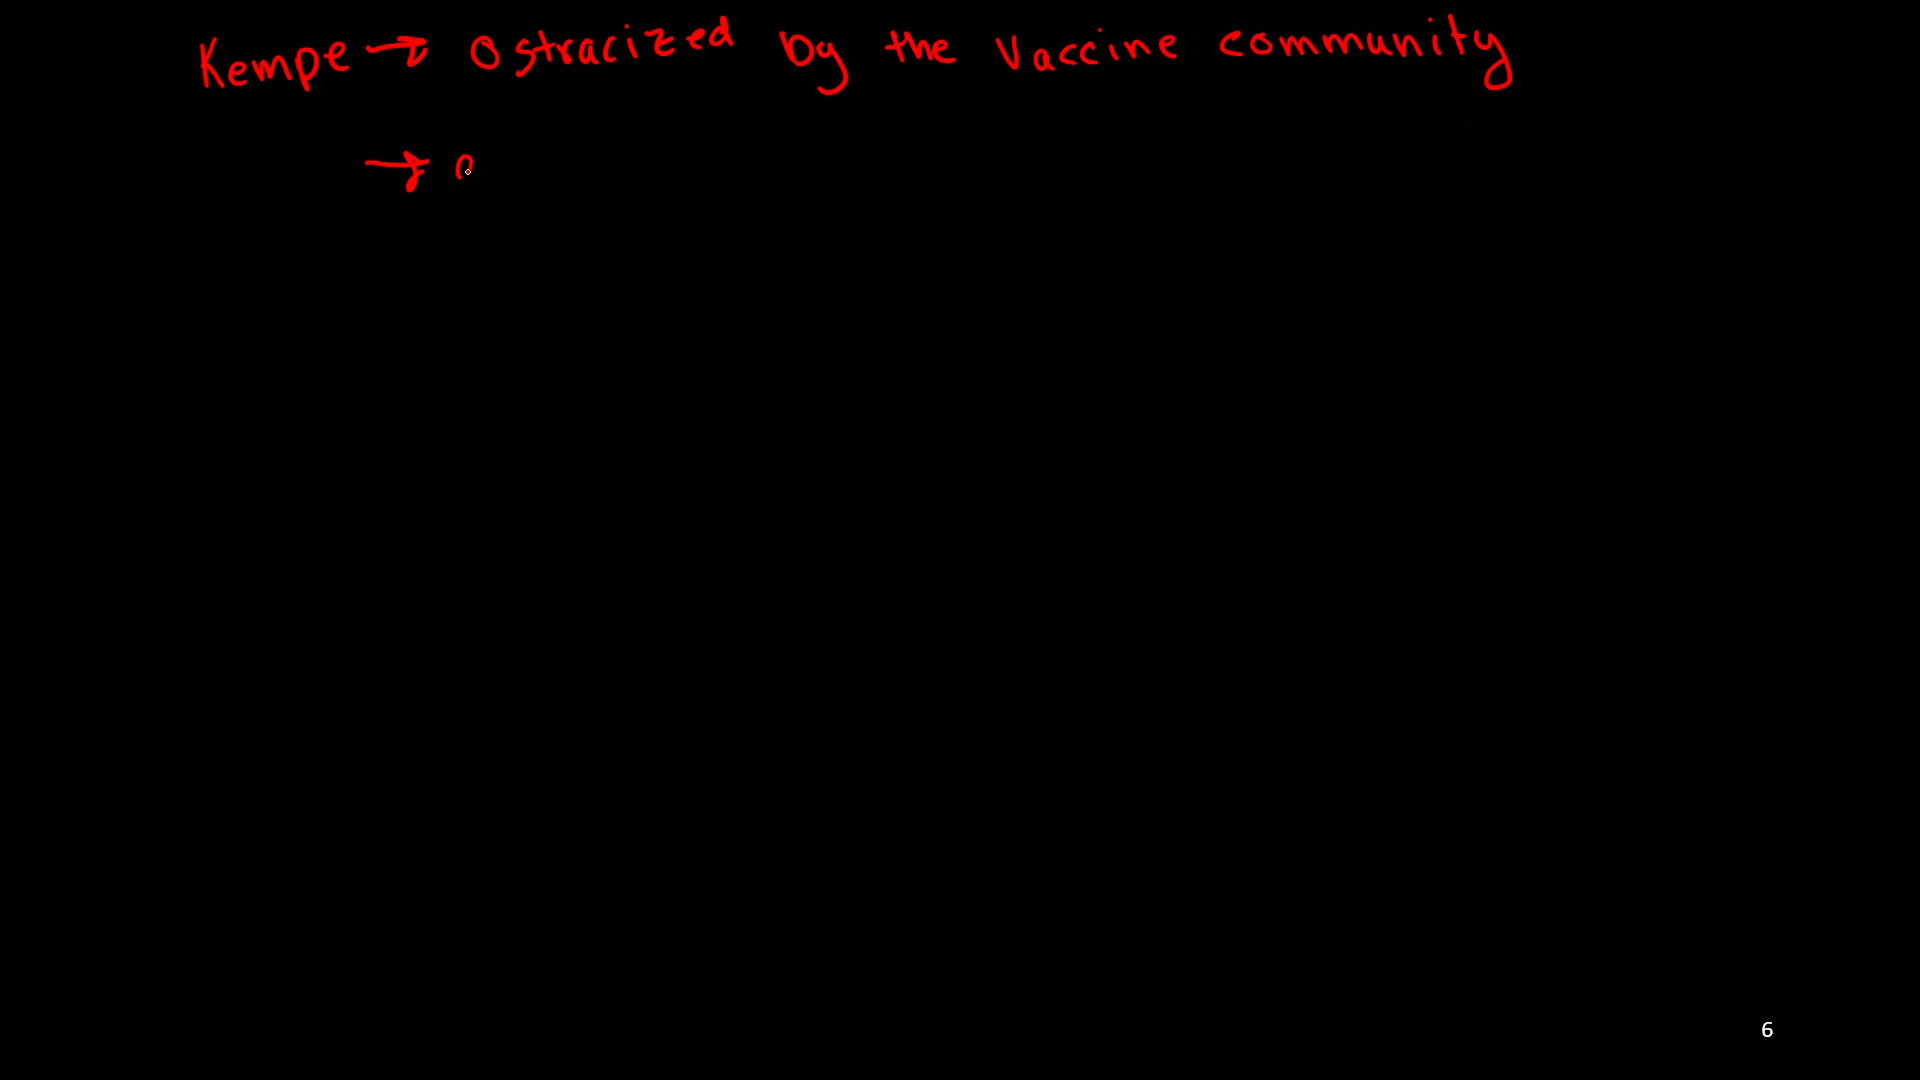 Kempe → Ostracized by the Vaccine community
→
6